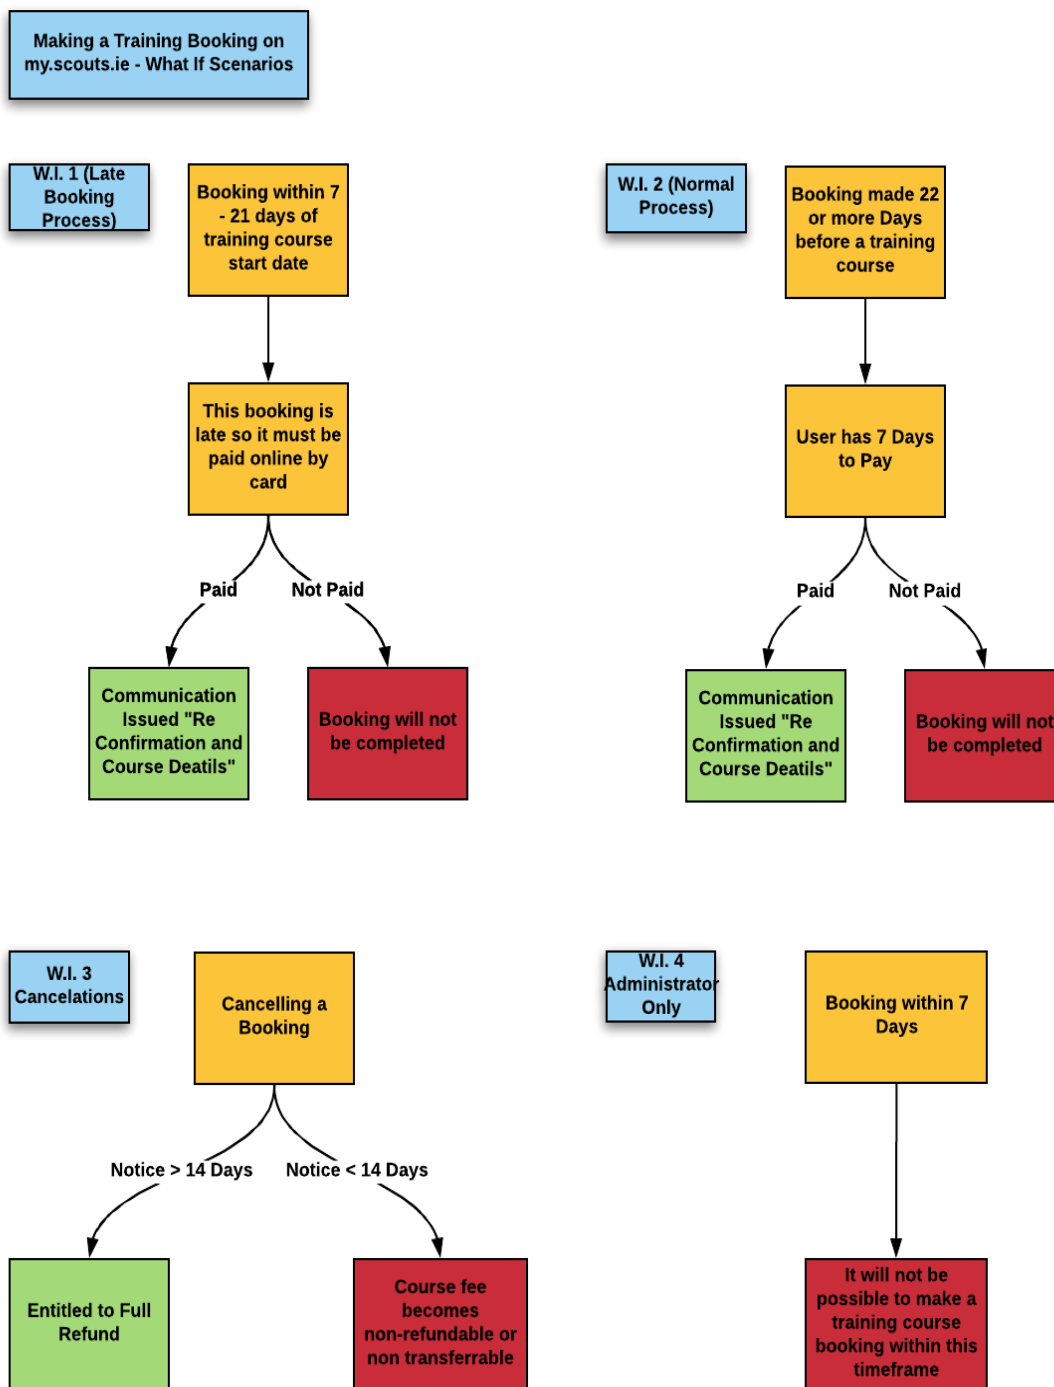 Making a Training Booking on
my.scouts.ie - What If Scenarios
W.I. 1 (Late
Booking
Process)
Booking within 7
- 21 days of
training course
start date
This booking is
late so it must be
paid online by
card
Paid
Not Paid
Communication
Issued "Re
Confirmation and
Course Deatils"
Booking will not
be completed
W.I. 2 (Normal
Process)
Booking made 22
or more Days
before a training
course
User has 7 Days
to Pay
Paid
Not Paid
Communication
Issued "Re
Confirmation and
Course Deatils"
Booking will not
be completed
W.I. 3
Cancelations
Cancelling a
Booking
Notice > 14 Days
Notice < 14 Days
Entitled to Full
Refund
Course fee
becomes
non-refundable or
non transferrable
W.I. 4
Administrator
Only
Booking within 7
Days
It will not be
possible to make a
training course
booking within this
timeframe